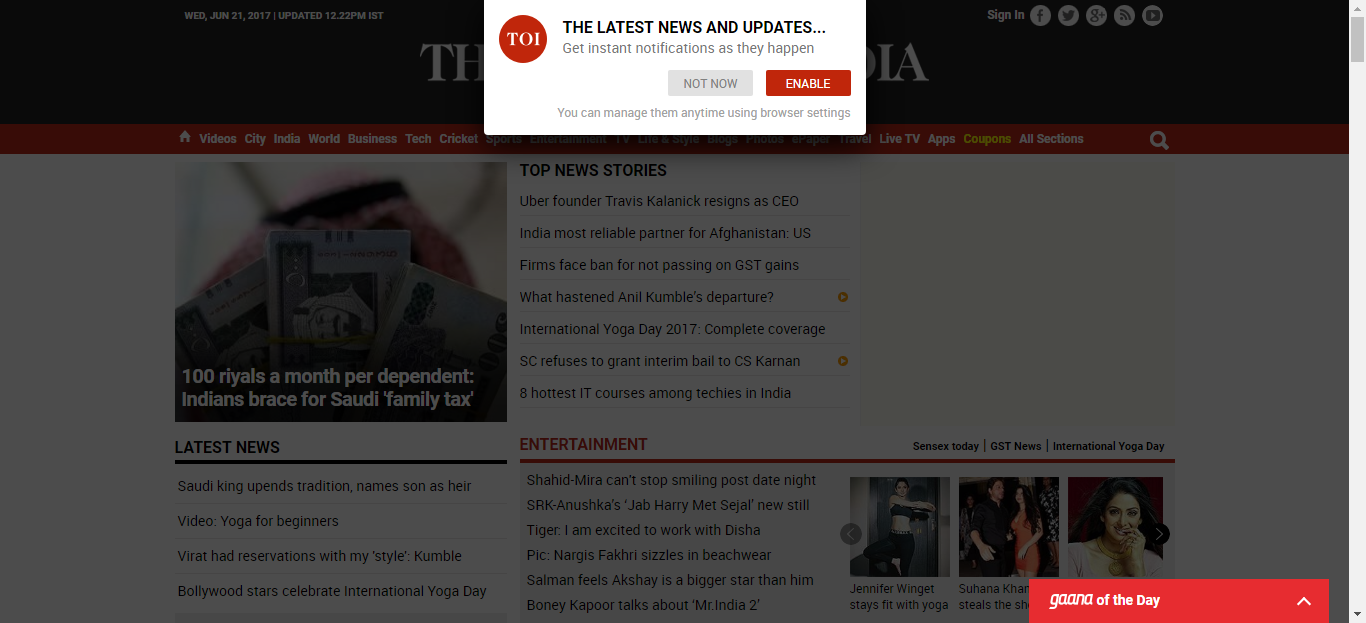 WED, JUN 21, 2017 | UPDATED 12.22PM IST
Sign In
TOI
THE LATEST NEWS AND UPDATES...
Get instant notifications as they happen
NOT NOW
ENABLE
You can manage them anytime using browser settings
Videos City India World Business Tech Cricket Sports Entertainment TV Life & Style Blogs Photos ePaper Travel Live TV Apps Coupons All Sections
100 riyals a month per dependent:
Indians brace for Saudi 'family tax'
TOP NEWS STORIES
Uber founder Travis Kalanick resigns as CEO
India most reliable partner for Afghanistan: US
Firms face ban for not passing on GST gains
What hastened Anil Kumble's departure?
International Yoga Day 2017: Complete coverage
SC refuses to grant interim bail to CS Karnan
8 hottest IT courses among techies in India
LATEST NEWS
Saudi king upends tradition, names son as heir
Video: Yoga for beginners
Virat had reservations with my 'style': Kumble
Bollywood stars celebrate International Yoga Day
ENTERTAINMENT
Sensex today | GST News | International Yoga Day
Shahid-Mira can't stop smiling post date night
SRK-Anushka's 'Jab Harry Met Sejal' new still
Tiger: I am excited to work with Disha
Pic: Nargis Fakhri sizzles in beachwear
Salman feels Akshay is a bigger star than him
Boney Kapoor talks about 'Mr.India 2'
Jennifer Winget
stays fit with yoga
Suhana Khan
steals the
gaana of the Day